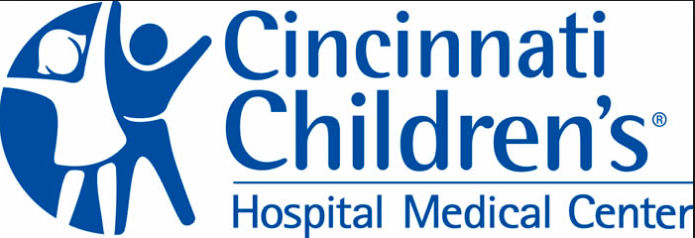 Cincinnati
Children's®
Hospital Medical Center